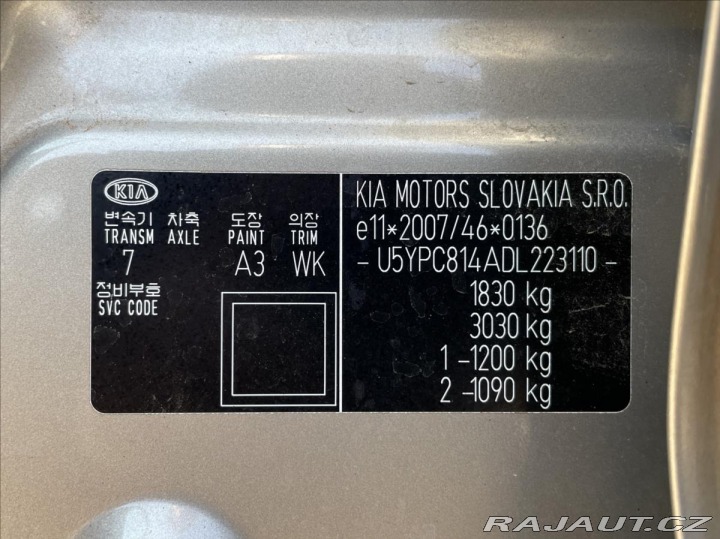 KIA
변속기 차축 도장 의장
TRANSM AXLE PAINT TRIM
7 A3 WK
정비부호
SVC CODE
KIA MOTORS SLOVAKIA S.R.O.
e11*2007/46*0136
- U5YPC814ADL223110 -
1830 kg
3030 kg
1 -1200 kg
2 -1090 kg
RAJAUT.CZ